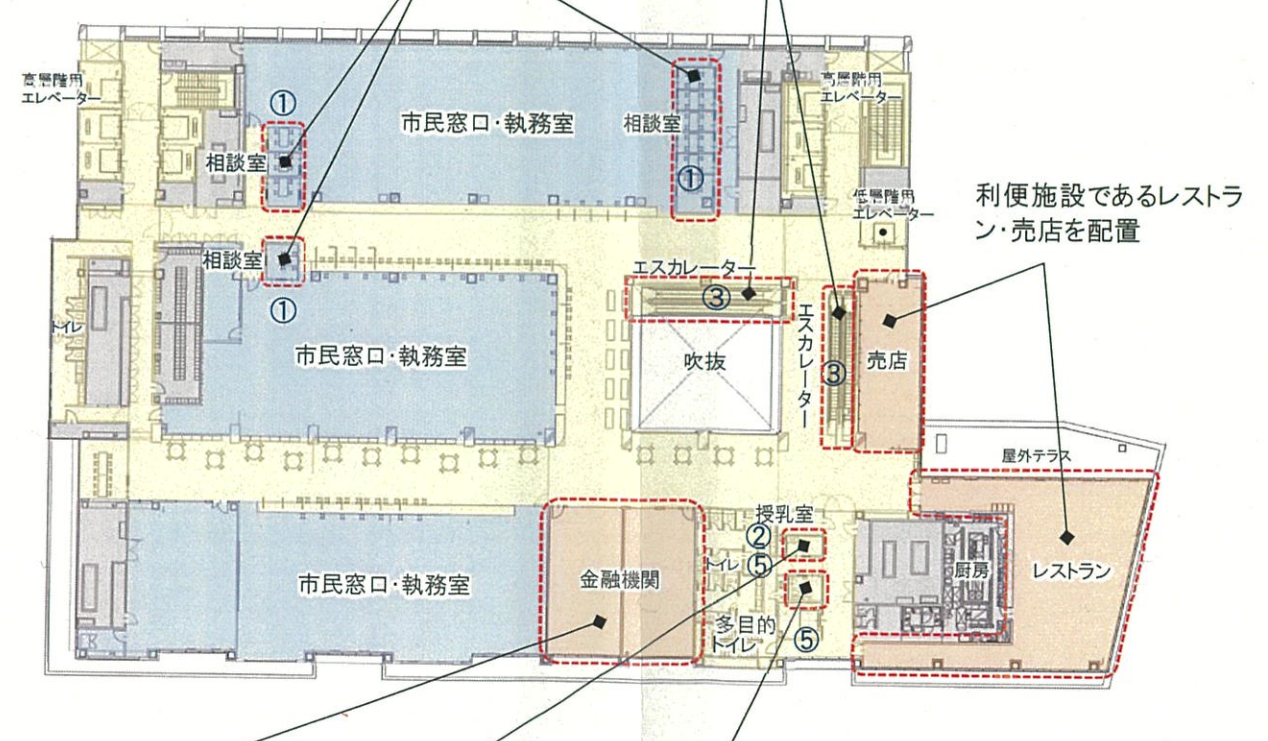 高層階用
エレベーター
①
相談室
市民窓口・執務室
相談室
①
高層階用
エレベーター
低層階用
エレベーター
利便施設であるレストラ
ン・売店を配置
相談室
①
エスカレーター
③
トイレ
市民窓口・執務室
吹抜
エスカレーター
③
売店
屋外テラス
授乳室
②
トイレ
⑤
市民窓口・執務室
金融機関
厨房
レストラン
多目的
トイレ
⑤